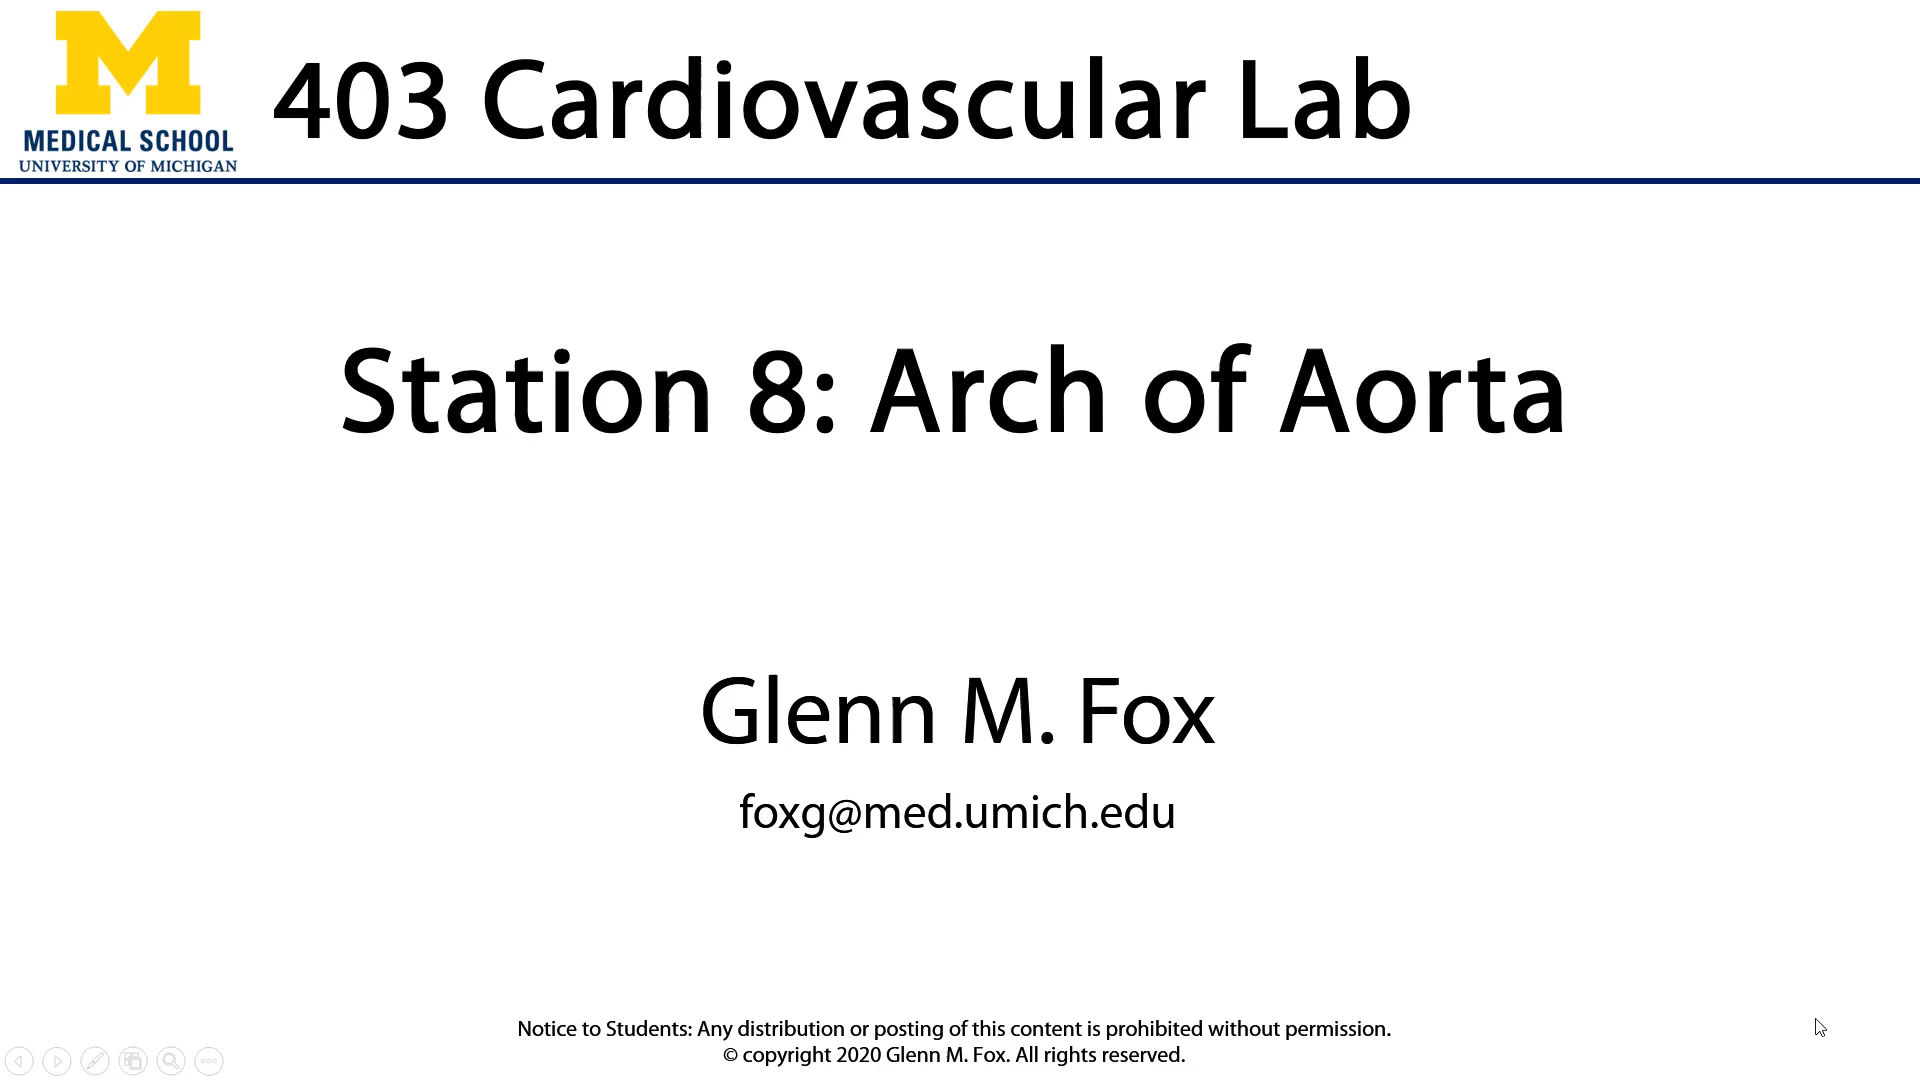 M
MEDICAL SCHOOL
UNIVERSITY OF MICHIGAN
403 Cardiovascular Lab
Station 8: Arch of Aorta
Glenn M. Fox
foxg@med.umich.edu
Notice to Students: Any distribution or posting of this content is prohibited without permission.
© copyright 2020 Glenn M. Fox. All rights reserved.